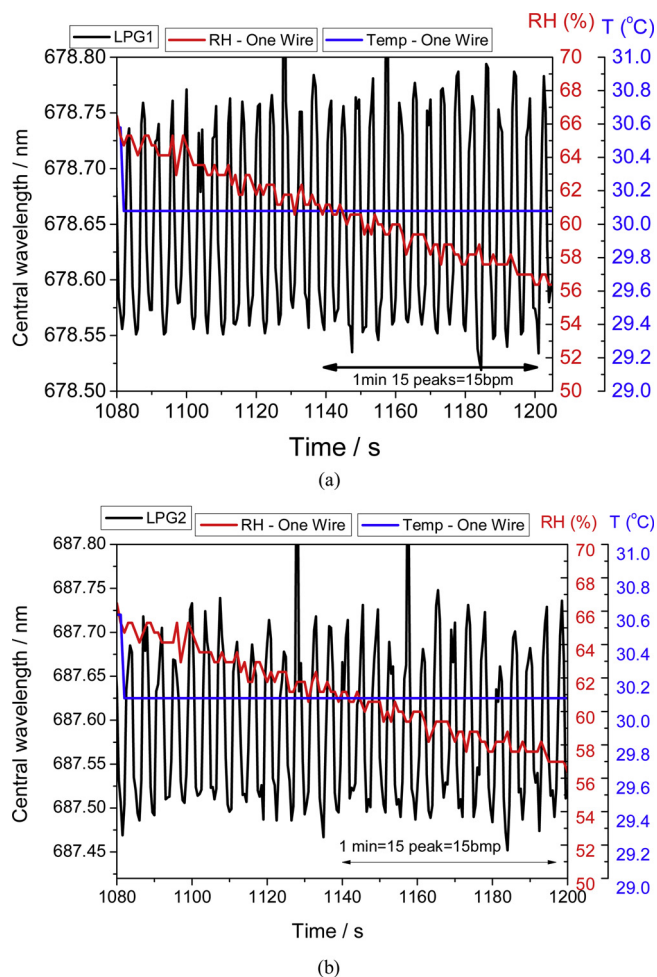 LPG1 RH - One Wire Temp - One Wire RH (%) T (°C)
678.80 70 31.0
68 30.8
678.75 66 30.6
64 30.4
678.70 62 30.2
678.65 60 30.0
58 29.8
678.60 56 29.6
678.55 54 29.4
52 29.2
678.50 50 29.0
Central wavelength / nm
1min 15 peaks=15bpm
1080 1100 1120 1140 1160 1180 1200
Time / s
(a)
LPG2 RH - One Wire Temp - One Wire RH (%) T (°C)
687.80 70 31.0
68 30.8
687.75 66 30.6
687.70 64 30.4
62 30.2
687.65 60 30.0
687.60 58 29.8
687.55 56 29.6
687.50 54 29.4
52 29.2
687.45 50 29.0
Central wavelength / nm
1 min=15 peak=15bmp
1080 1100 1120 1140 1160 1180 1200
Time / s
(b)